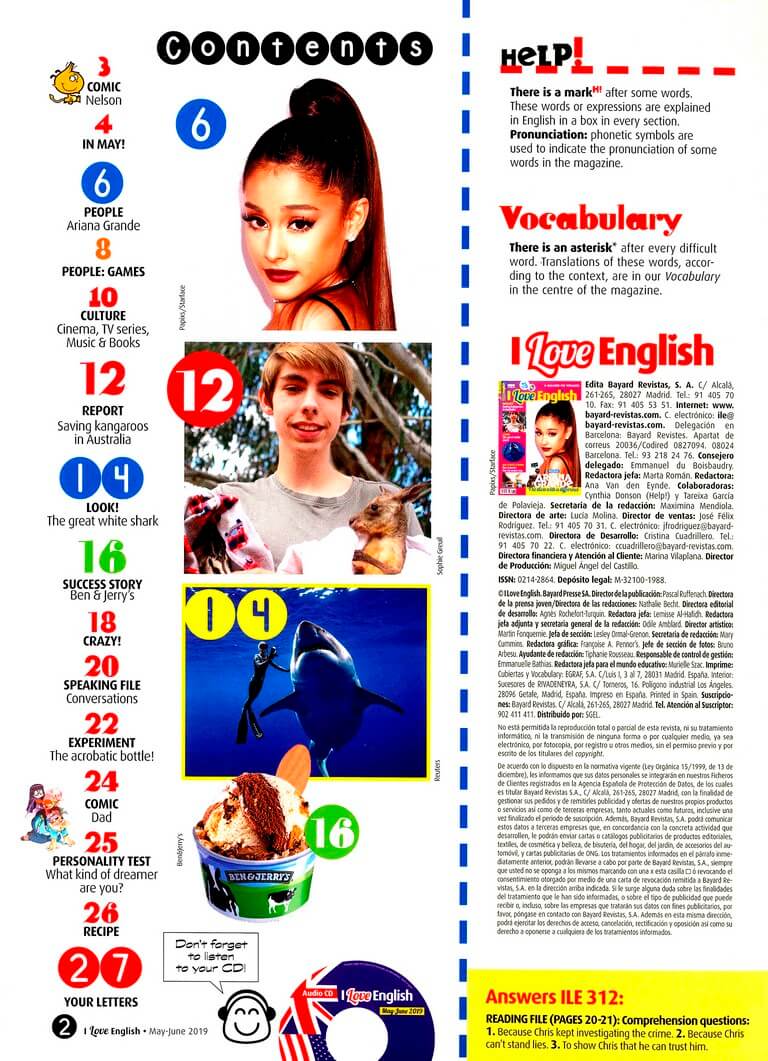 Contents
3
COMIC
Nelson
4
IN MAY!
6
PEOPLE
Ariana Grande
8
PEOPLE: GAMES
10
CULTURE
Cinema, TV series,
Music & Books
12
REPORT
Saving kangaroos
in Australia
14
LOOK!
The great white shark
16
SUCCESS STORY
Ben & Jerry's
18
CRAZY!
20
SPEAKING FILE
Conversations
22
EXPERIMENT
The acrobatic bottle!
24
COMIC
Dad
25
PERSONALITY TEST
What kind of dreamer
are you?
26
RECIPE
27
YOUR LETTERS
2 I Love English • May-June 2019
6
Papixs/Starface
12
Sophie Greuil
14
Reuters
16
BEN&JERRY'S
Ben&Jerry's
Don't forget
to listen
to your CD!
Audio CD
I Love English
May-June 2019
HELP!
There is a mark H! after some words.
These words or expressions are explained
in English in a box in every section.
Pronunciation: phonetic symbols are
used to indicate the pronunciation of some
words in the magazine.
Vocabulary
There is an asterisk* after every difficult
word. Translations of these words, accor-
ding to the context, are in our Vocabulary
in the centre of the magazine.
I Love English
I Love English
Papixs/Starface
Edita Bayard Revistas, S. A. C/ Alcalá,
261-265, 28027 Madrid. Tel.: 91 405 70
10. Fax: 91 405 53 51. Internet: www.
bayard-revistas.com. C. electrónico: ile@
bayard-revistas.com. Delegación en
Barcelona: Bayard Revistas. Apartat de
correus 20036/Codired 0827094. 08024
Barcelona. Tel.: 93 218 24 76. Consejero
delegado: Emmanuel du Boisbaudry.
Redactora jefa: Marta Román. Redactora:
Ana Van den Eynde. Colaboradoras:
Cynthia Donson (Help!) y Tareixa García
de Polavieja. Secretaria de la redacción: Maximina Mendiola.
Directora de arte: Lucía Molina. Director de ventas: José Félix
Rodríguez. Tel.: 91 405 70 31. C. electrónico: jfrodriguez@bayard-
revistas.com. Directora de Desarrollo: Cristina Cuadrillero. Tel.:
91 405 70 22. C. electrónico: ccuadrillero@bayard-revistas.com.
Directora financiera y Atención al Cliente: Marina Vilaplana. Director
de Producción: Miguel Ángel del Castillo.
ISSN: 0214-2864. Depósito legal: M-32100-1988.
© I Love English. Bayard Presse SA. Director de la publicación: Pascal Ruffenach. Director
de la prensa joven/Directora de las redacciones: Nathalie Becht. Directora editorial
de desarrollo: Agnès Rochefort-Turquin. Redactora jefa: Lemisse Al-Hafidh. Redactora
jefa adjunta y secretaria general de la redacción: Odile Amblard. Director artístico:
Martin Fonquernie. Jefa de sección: Lesley Ormal-Grenon. Secretaria de redacción: Mary
Cummins. Redactora gráfica: Françoise A. Pennor's. Jefe de sección de fotos: Bruno
Arbesu. Ayudante de redacción: Tiphanie Rousseau. Responsable de control de gestión:
Emmanuelle Bathias. Redactora jefa para el mundo educativo: Murielle Szac. Imprime:
Cubiertas y Vocabulary: EGRAF, S.A. C/Luis I, 3 al 7, 28031 Madrid. España. Interior:
Sucesores de RIVADENEYRA, S.A. C/ Torneros, 16. Polígono industrial Los Ángeles.
28096 Getafe, Madrid, España. Impreso en España. Printed in Spain. Suscripcio-
nes: Bayard Revistas. C/ Alcalá, 261-265, 28027 Madrid. Tel. Atención al Suscriptor:
902 411 411. Distribuido por: SGEL.
No está permitida la reproducción total o parcial de esta revista, ni su tratamiento
informático, ni la transmisión de ninguna forma o por cualquier medio, ya sea
electrónico, por fotocopia, por registro u otros medios, sin el permiso previo y por
escrito de los titulares del copyright.
De acuerdo con lo dispuesto en la normativa vigente (Ley Orgánica 15/1999, de 13 de
diciembre), les informamos que sus datos personales se integrarán en nuestros Ficheros
de Clientes registrados en la Agencia Española de Protección de Datos, de los cuales
es titular Bayard Revistas S.A., C/ Alcalá, 261-265, 28027 Madrid, con la finalidad de
gestionar sus pedidos y de remitirles publicidad y ofertas de nuestros propios productos
o servicios así como de terceras empresas, tanto actuales como futuros, inclusive una
vez finalizado el periodo de suscripción. Además, Bayard Revistas S.A. podrá comunicar
estos datos a terceras empresas que, en concordancia con la concreta actividad que
desarrollen, le podrán enviar cartas o catálogos publicitarios de productos editoriales,
textiles, de cosmética y belleza, de bisutería, del hogar, del jardín, de accesorios del au-
tomóvil, y cartas publicitarias de ONG. Los tratamientos informados en el párrafo inme-
diatamente anterior, podrán llevarse a cabo por parte de Bayard Revistas, S.A., siempre
que usted no se oponga a los mismos marcando con una x esta casilla ☐ o revocando el
consentimiento otorgado por medio de una carta de revocación remitida a Bayard Re-
vistas, S.A. en la dirección arriba indicada. Si le surge alguna duda sobre las finalidades
del tratamiento que le han sido informadas, o sobre el tipo de publicidad que puede
recibir o, incluso, sobre las empresas que tratarán sus datos con fines publicitarios, por
favor, póngase en contacto con Bayard Revistas, S.A. Además en esta misma dirección,
podrá ejercitar los derechos de acceso, cancelación, rectificación y oposición así como su
derecho a oponerse a cualquiera de los tratamientos informados.
Answers ILE 312:
READING FILE (PAGES 20-21): Comprehension questions:
1. Because Chris kept investigating the crime. 2. Because Chris
can't stand lies. 3. To show Chris that he can trust him.